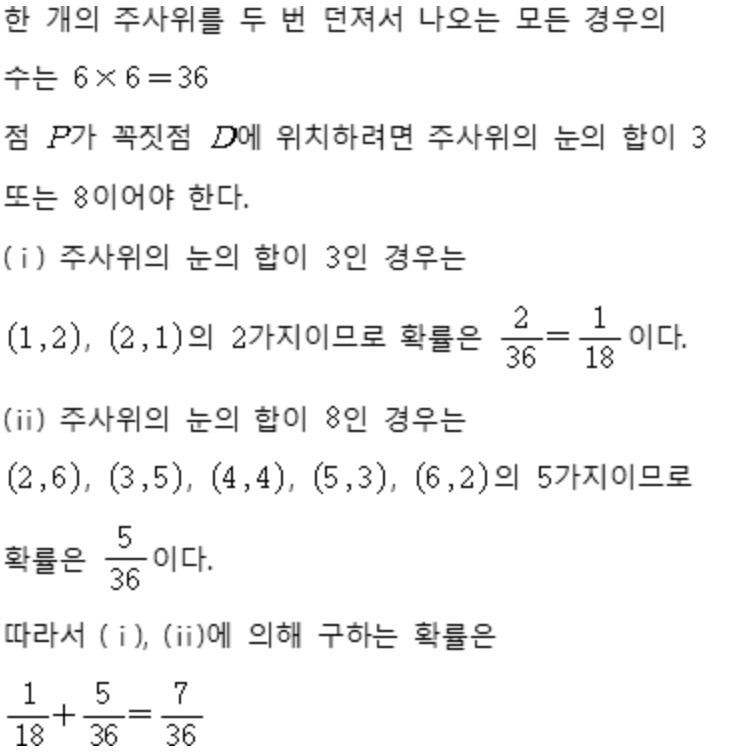 한 개의 주사위를 두 번 던져서 나오는 모든 경우의
수는 6×6=36
점 P가 꼭짓점 D에 위치하려면 주사위의 눈의 합이 3
또는 8이어야 한다.
(i) 주사위의 눈의 합이 3인 경우는
(1,2), (2,1)의 2가지이므로 확률은 2/36=1/18이다.
(ii) 주사위의 눈의 합이 8인 경우는
(2,6), (3,5), (4,4), (5,3), (6,2)의 5가지이므로
확률은 5/36이다.
따라서 (i), (ii)에 의해 구하는 확률은
1/18+5/36=7/36